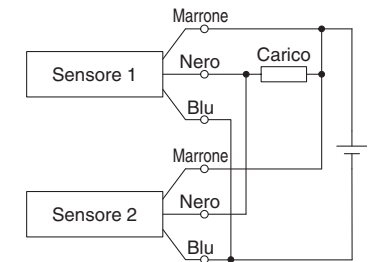 Marrone
Nero
Carico
Sensore 1
Blu
Marrone
Nero
Sensore 2
Blu